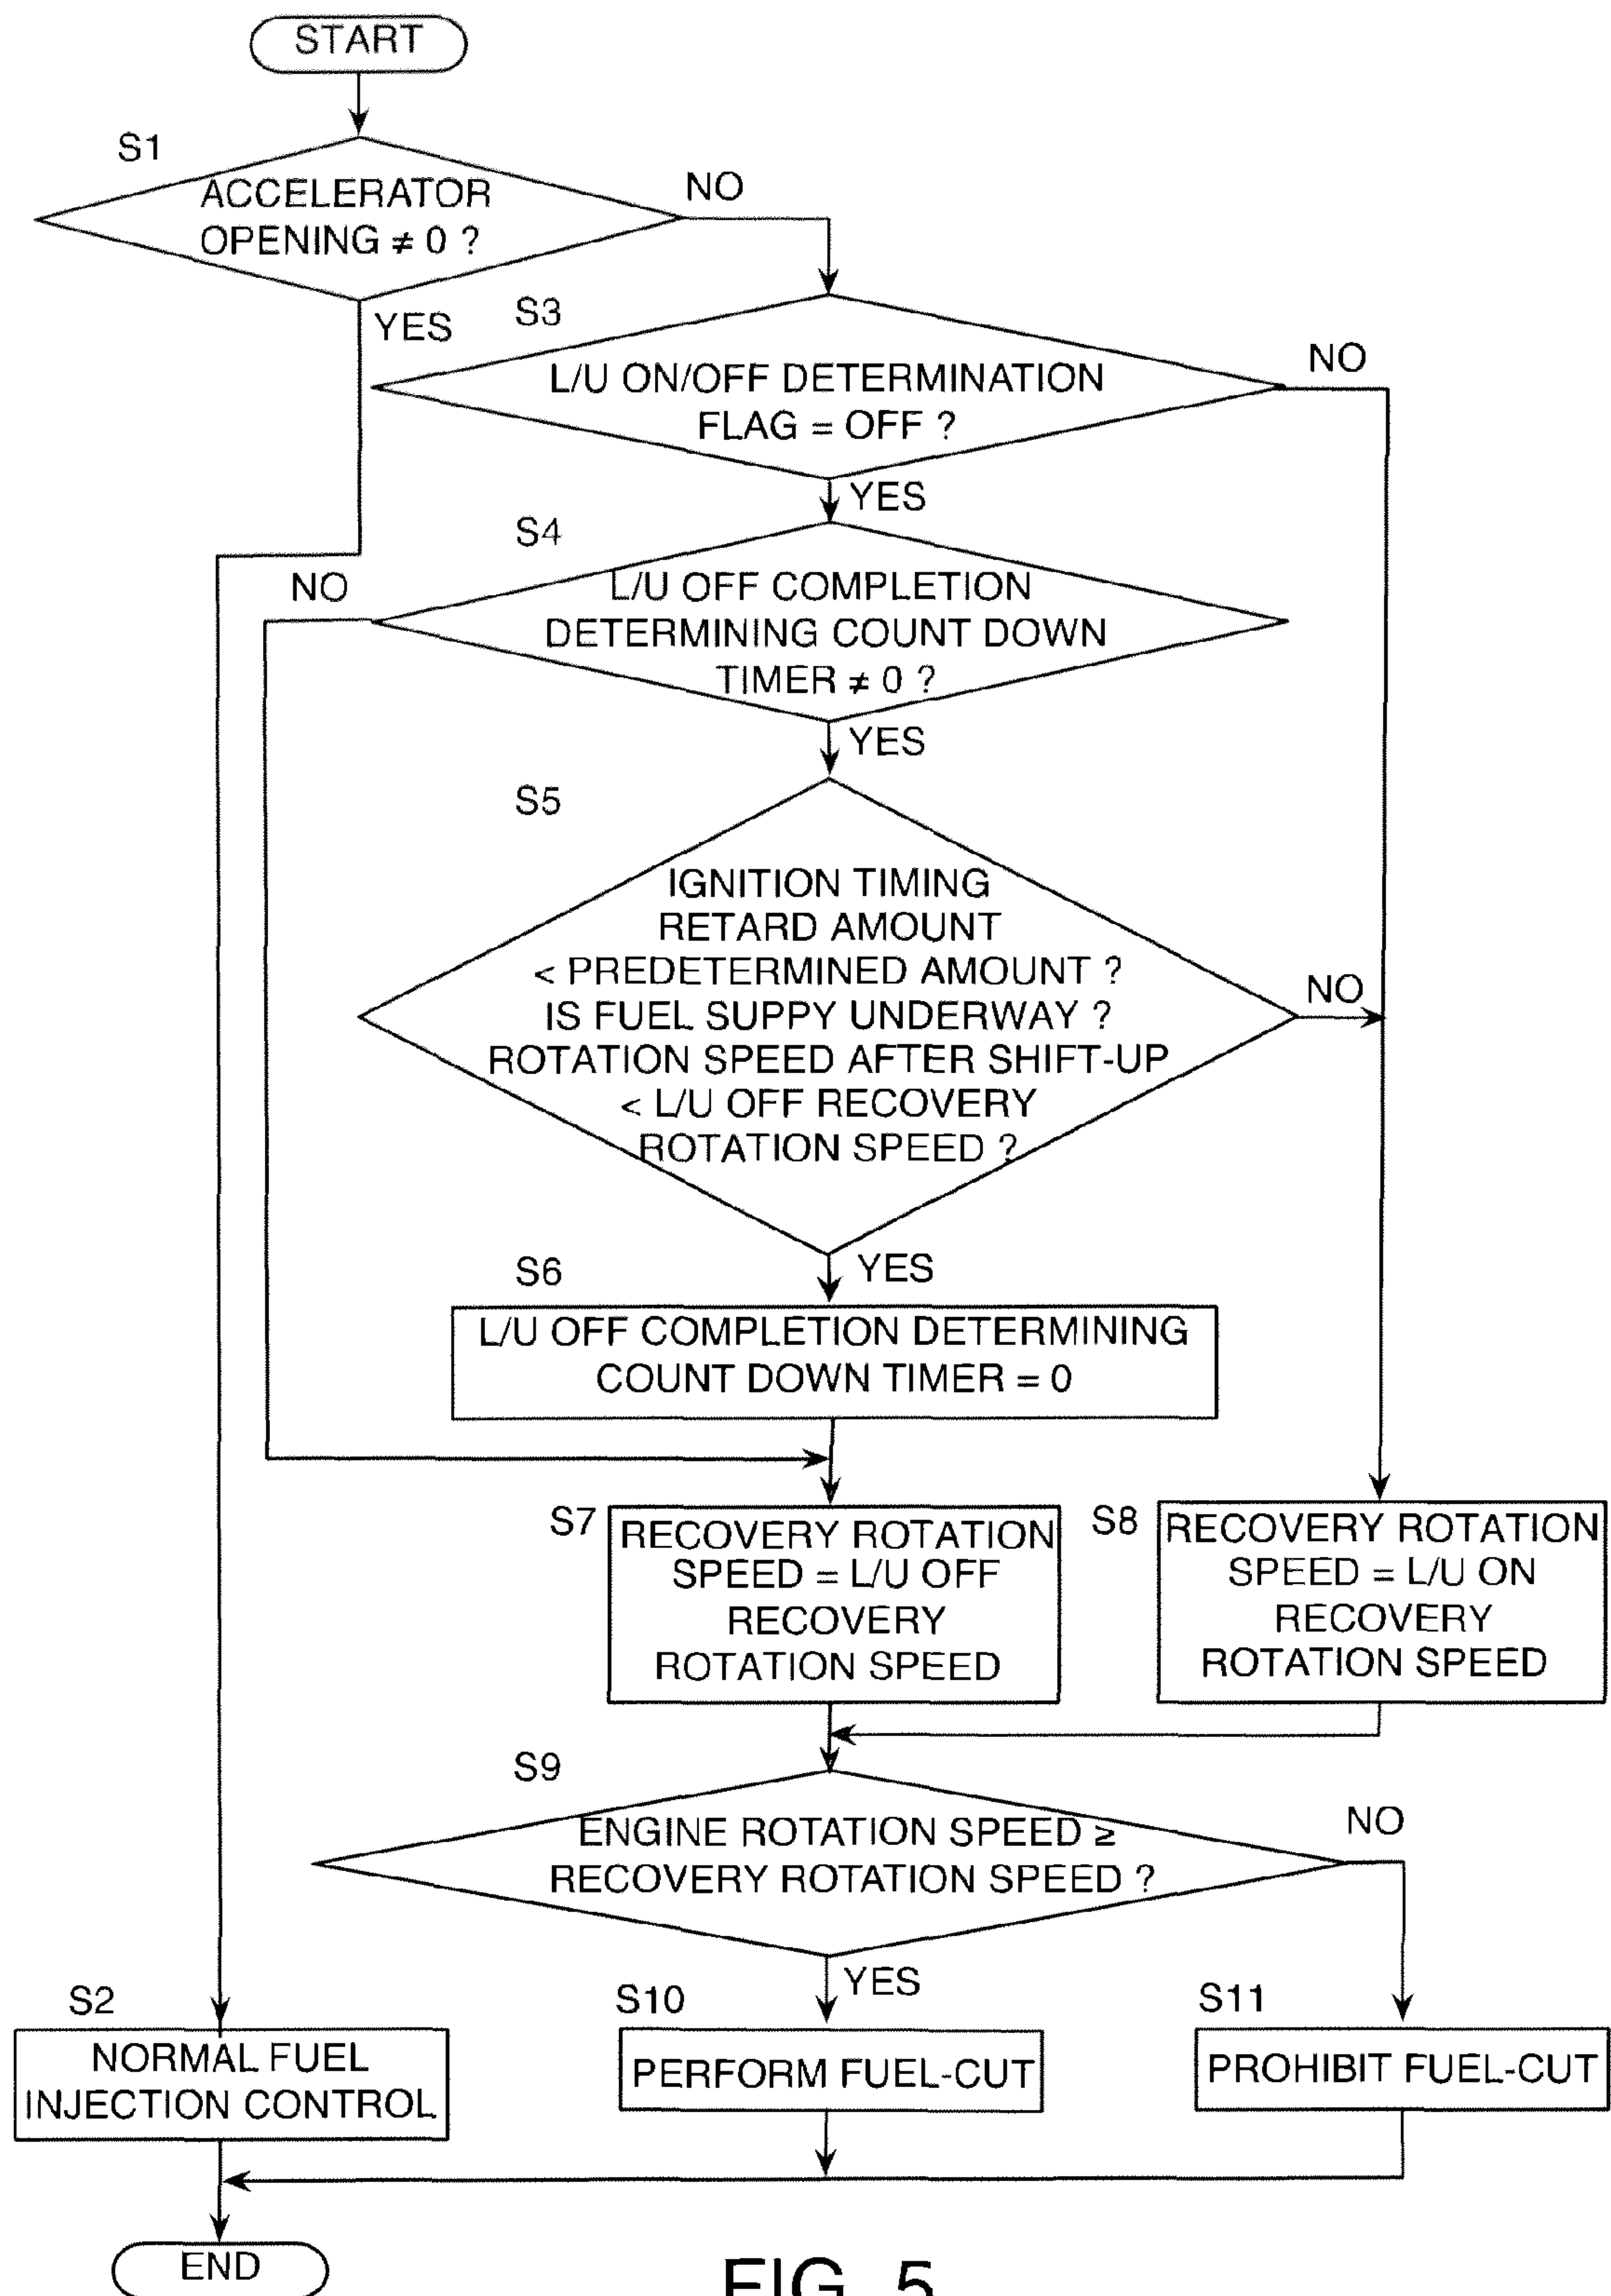 START
S1
ACCELERATOR
OPENING ≠ 0 ?
NO
YES
S3
L/U ON/OFF DETERMINATION
FLAG = OFF ?
NO
YES
S4
NO
L/U OFF COMPLETION
DETERMINING COUNT DOWN
TIMER ≠ 0 ?
YES
S5
IGNITION TIMING
RETARD AMOUNT
< PREDETERMINED AMOUNT ?
IS FUEL SUPPY UNDERWAY ?
ROTATION SPEED AFTER SHIFT-UP
< L/U OFF RECOVERY
ROTATION SPEED ?
NO
YES
S6
L/U OFF COMPLETION DETERMINING
COUNT DOWN TIMER = 0
S7
RECOVERY ROTATION
SPEED = L/U OFF
RECOVERY
ROTATION SPEED
S8
RECOVERY ROTATION
SPEED = L/U ON
RECOVERY
ROTATION SPEED
S9
ENGINE ROTATION SPEED ≥
RECOVERY ROTATION SPEED ?
NO
YES
S2
NORMAL FUEL
INJECTION CONTROL
S10
PERFORM FUEL-CUT
S11
PROHIBIT FUEL-CUT
END
FIG. 5